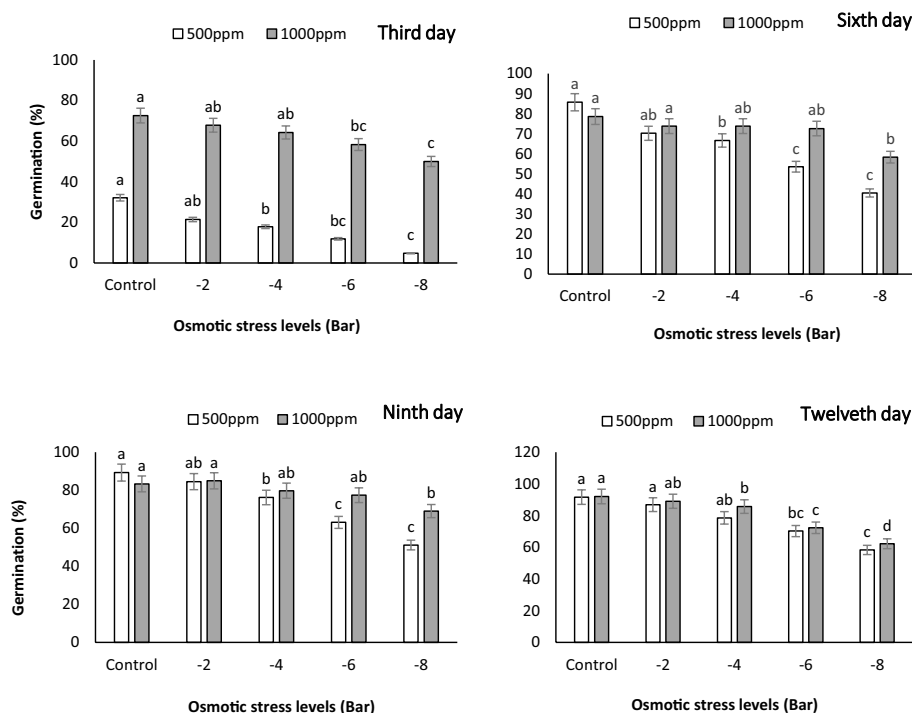 500ppm 1000ppm Third day
Germination (%)
100
80
60
40
20
0
a ab ab bc c
a ab b bc c
Control -2 -4 -6 -8
Osmotic stress levels (Bar)
500ppm 1000ppm Sixth day
100
90
80
70
60
50
40
30
20
10
0
a a ab a b ab c ab c b
Control -2 -4 -6 -8
Osmotic stress levels (Bar)
500ppm 1000ppm Ninth day
Germination (%)
100
80
60
40
20
0
a a ab a b ab c ab c b
Control -2 -4 -6 -8
Osmotic stress levels (Bar)
500ppm 1000ppm Twelveth day
120
100
80
60
40
20
0
a a a ab ab b bc c c d
Control -2 -4 -6 -8
Osmotic stress levels (Bar)